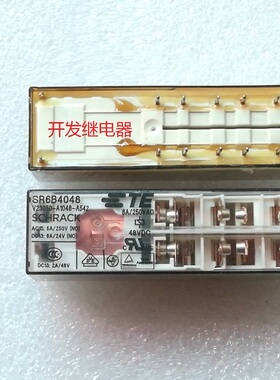 开发继电器
SR6B4048
V23050-A1048-A542
SCHRACK
AC15: 5A/250V (NO)
DC13: 6A/24V (NO)
DC13: 2A/48V
TE
8A/250VAC
48VDC